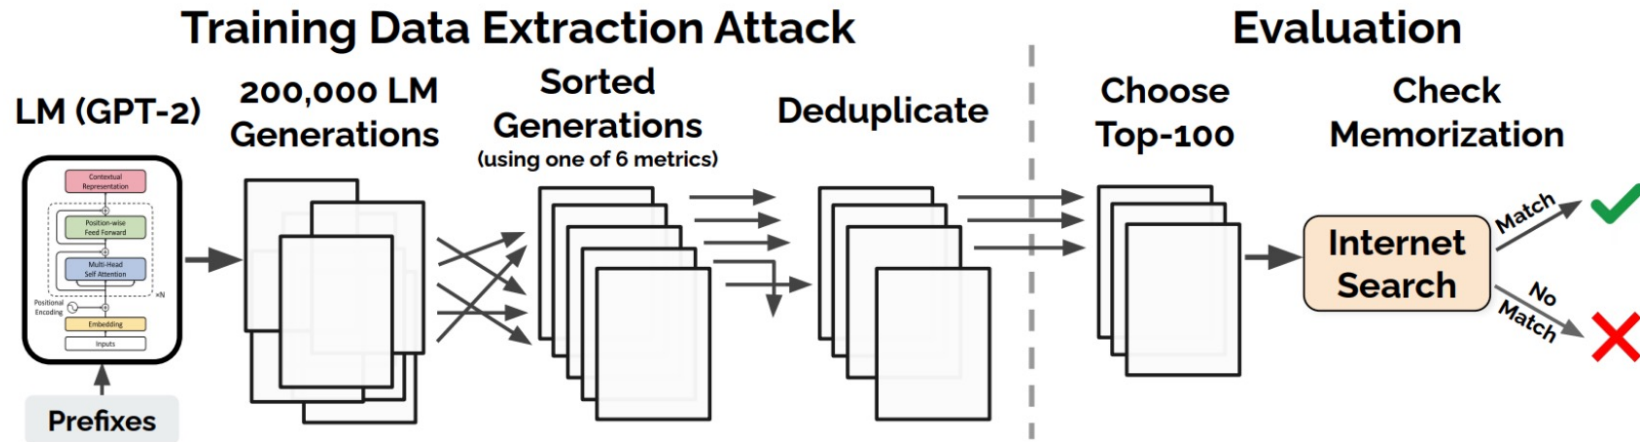 Training Data Extraction Attack
Evaluation
LM (GPT-2)
200,000 LM
Generations
Sorted
Generations
(using one of 6 metrics)
Deduplicate
Choose
Top-100
Check
Memorization
Contextual
Representation
Position-wise
Feed Forward
Multi-Head
Self Attention
×N
Positional
Encoding
Embedding
Inputs
Prefixes
Internet
Search
Match
No
Match